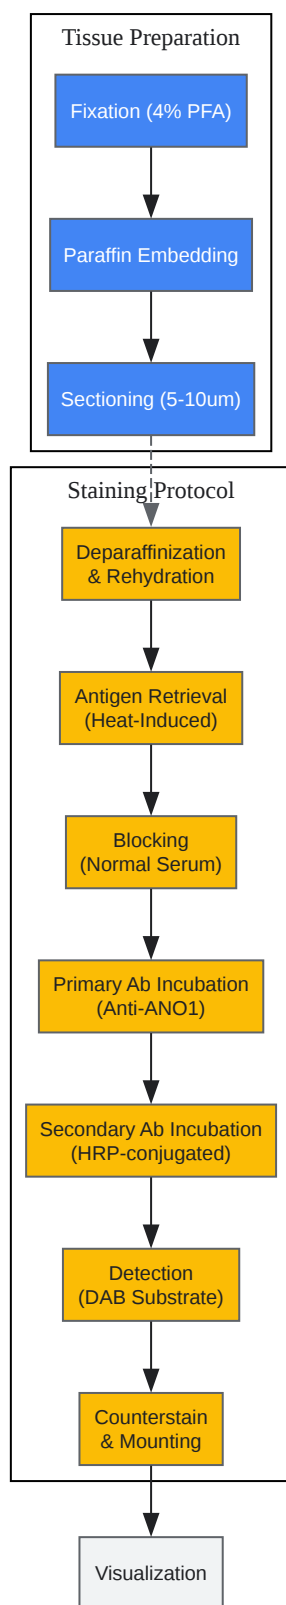 Tissue Preparation
Fixation (4% PFA)
Paraffin Embedding
Sectioning (5-10um)
Staining Protocol
Deparaffinization
& Rehydration
Antigen Retrieval
(Heat-Induced)
Blocking
(Normal Serum)
Primary Ab Incubation
(Anti-ANO1)
Secondary Ab Incubation
(HRP-conjugated)
Detection
(DAB Substrate)
Counterstain
& Mounting
Visualization